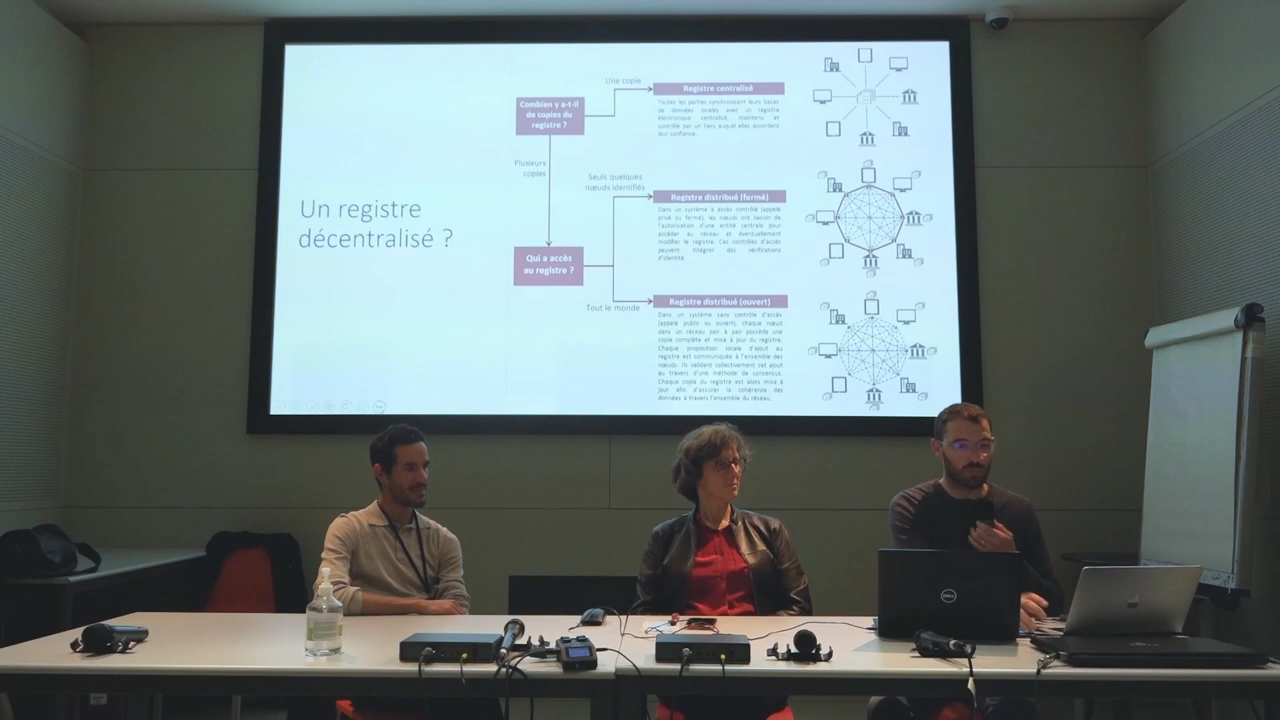 Un registre
décentralisé ?
Combien y a-t-il
de copies du
registre ?
Une copie
Plusieurs
copies
Qui a accès
au registre ?
Seuls quelques
nœuds identifiés
Tout le monde
Registre centralisé
Toutes les parties synchronisent leurs bases
de données locales avec un registre
électronique centralisé, maintenu et
contrôlé par un tiers auquel elles accordent
leur confiance.
Registre distribué (fermé)
Dans un système à accès contrôlé (appelé
privé ou fermé), les nœuds ont besoin de
l'autorisation d'une entité centrale pour
accéder au réseau et éventuellement
modifier le registre. Ces contrôles d'accès
peuvent intégrer des vérifications
d'identité.
Registre distribué (ouvert)
Dans un système sans contrôle d'accès
(appelé public ou ouvert), chaque nœud
dans un réseau pair à pair possède une
copie complète et mise à jour du registre.
Chaque proposition locale d'ajout au
registre est communiquée à l'ensemble des
nœuds. Ils valident collectivement cet ajout
au travers d'une méthode de consensus.
Chaque copie du registre est alors mise à
jour afin d'assurer la cohérence des
données à travers l'ensemble du réseau.
DELL